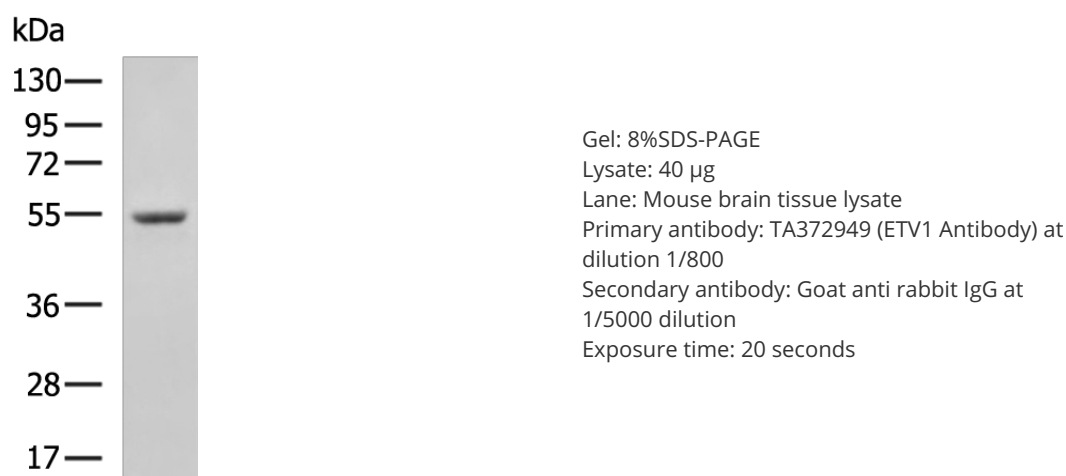 kDa
130
95
72
55
36
28
17
Gel: 8%SDS-PAGE
Lysate: 40 μg
Lane: Mouse brain tissue lysate
Primary antibody: TA372949 (ETV1 Antibody) at
dilution 1/800
Secondary antibody: Goat anti rabbit IgG at
1/5000 dilution
Exposure time: 20 seconds